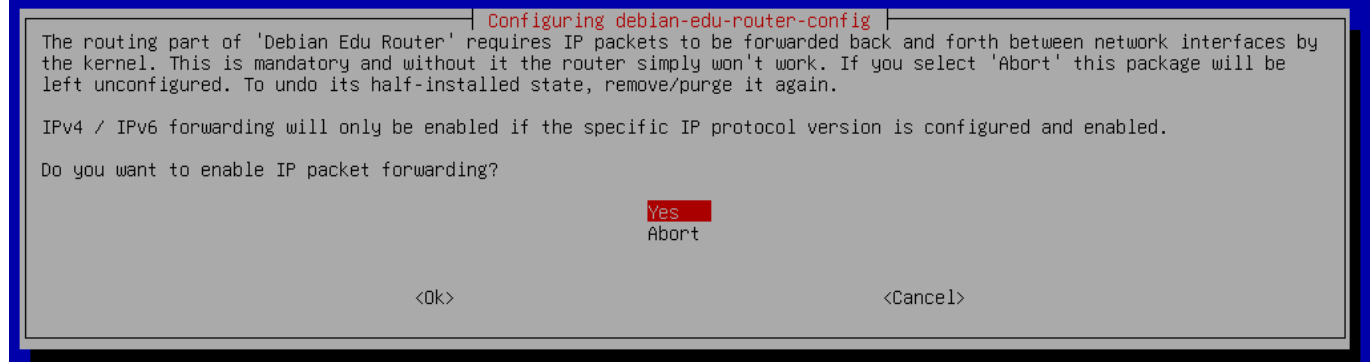 Configuring debian-edu-router-config
The routing part of 'Debian Edu Router' requires IP packets to be forwarded back and forth between network interfaces by
the kernel. This is mandatory and without it the router simply won't work. If you select 'Abort' this package will be
left unconfigured. To undo its half-installed state, remove/purge it again.
IPv4 / IPv6 forwarding will only be enabled if the specific IP protocol version is configured and enabled.
Do you want to enable IP packet forwarding?
Yes
Abort
<Ok> <Cancel>